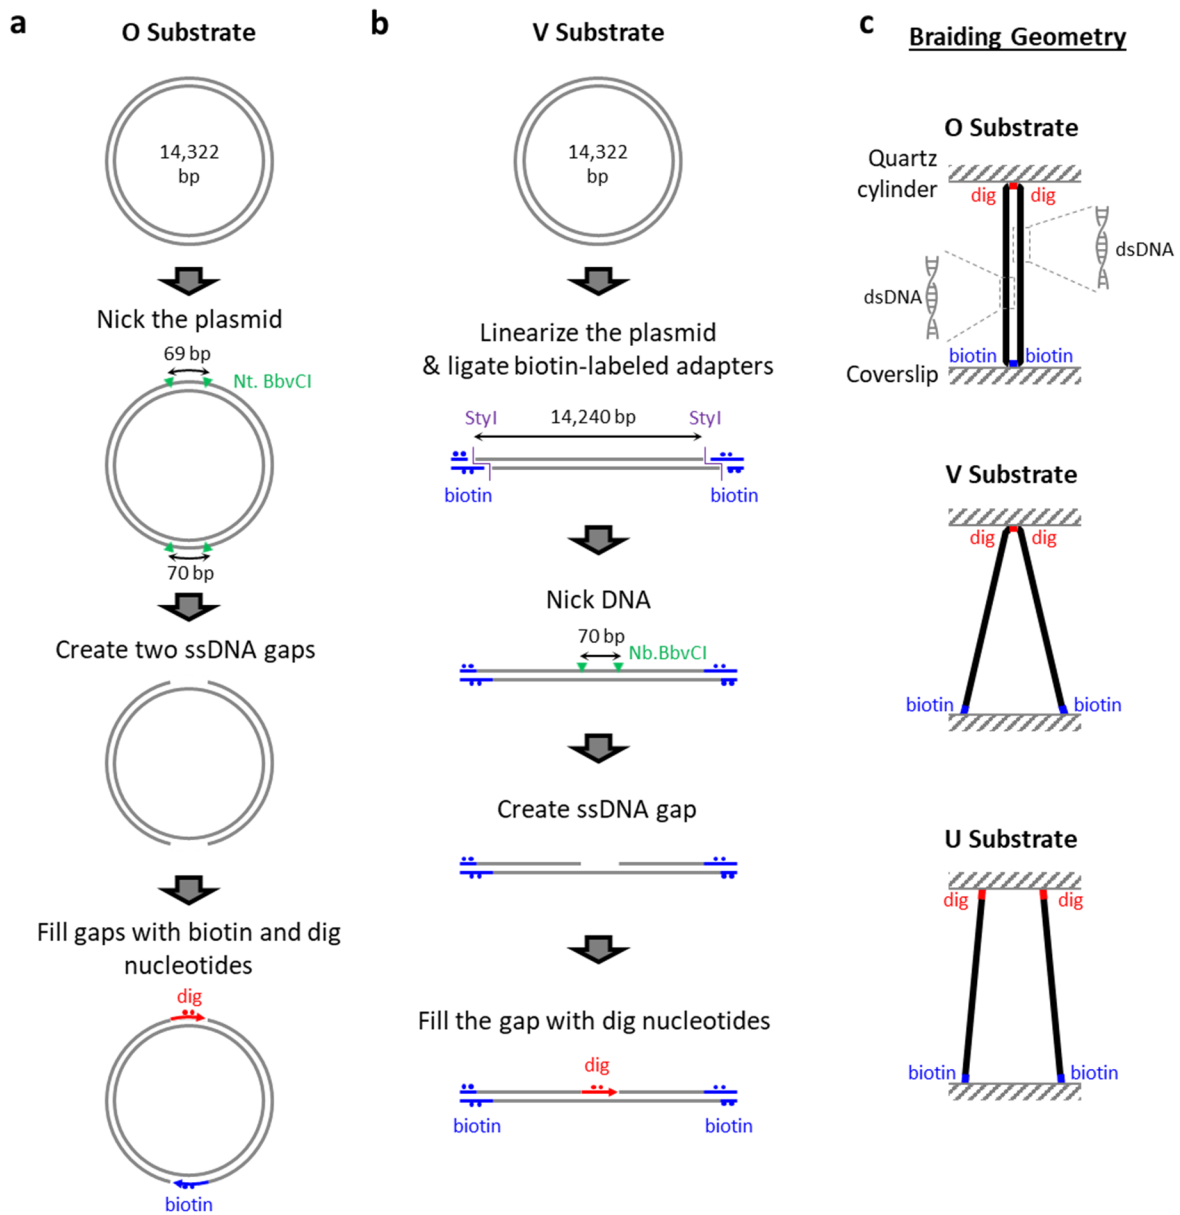 a
O Substrate
14,322
bp
Nick the plasmid
69 bp
Nt. BbvCI
70 bp
Create two ssDNA gaps
Fill gaps with biotin and dig
nucleotides
dig
biotin
b
V Substrate
14,322
bp
Linearize the plasmid
& ligate biotin-labeled adapters
StyI
14,240 bp
StyI
biotin
biotin
Nick DNA
70 bp
Nb.BbvCI
Create ssDNA gap
Fill the gap with dig nucleotides
dig
biotin
biotin
c
Braiding Geometry
O Substrate
Quartz
cylinder
dig
dig
dsDNA
dsDNA
biotin
biotin
Coverslip
V Substrate
dig
dig
biotin
biotin
U Substrate
dig
dig
biotin
biotin